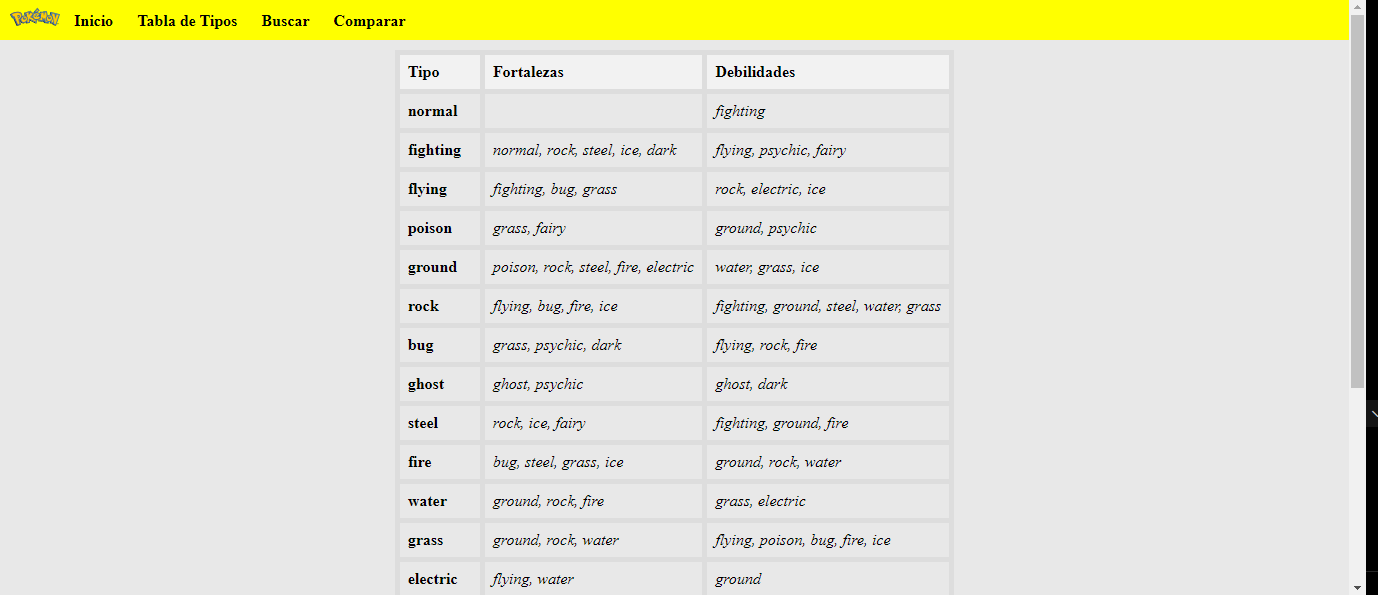 Pokémon Inicio Tabla de Tipos Buscar Comparar
Tipo Fortalezas Debilidades
normal fighting
fighting normal, rock, steel, ice, dark flying, psychic, fairy
flying fighting, bug, grass rock, electric, ice
poison grass, fairy ground, psychic
ground poison, rock, steel, fire, electric water, grass, ice
rock flying, bug, fire, ice fighting, ground, steel, water, grass
bug grass, psychic, dark flying, rock, fire
ghost ghost, psychic ghost, dark
steel rock, ice, fairy fighting, ground, fire
fire bug, steel, grass, ice ground, rock, water
water ground, rock, fire grass, electric
grass ground, rock, water flying, poison, bug, fire, ice
electric flying, water ground